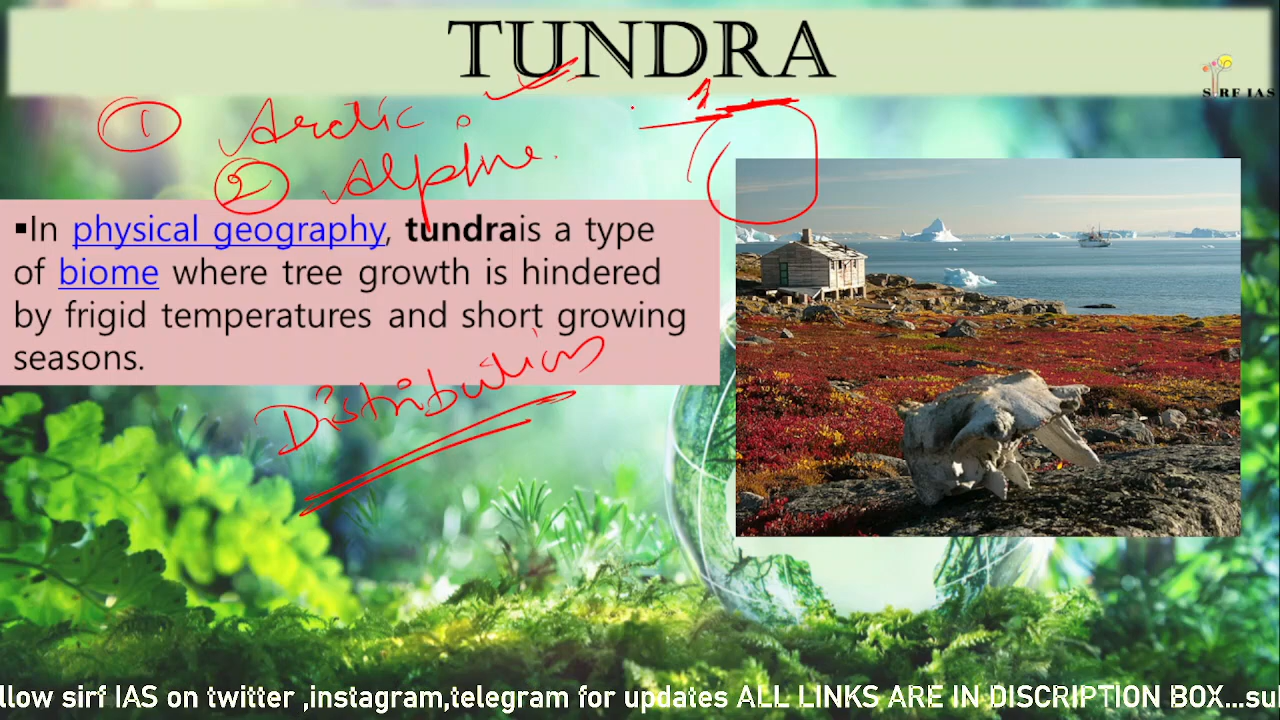 TUNDRA
SIRF IAS
① Arctic.
② Alpine.
▪In physical geography, tundrais a type
of biome where tree growth is hindered
by frigid temperatures and short growing
seasons.
Distribution
llow sirf IAS on twitter ,instagram,telegram for updates ALL LINKS ARE IN DISCRIPTION BOX...su